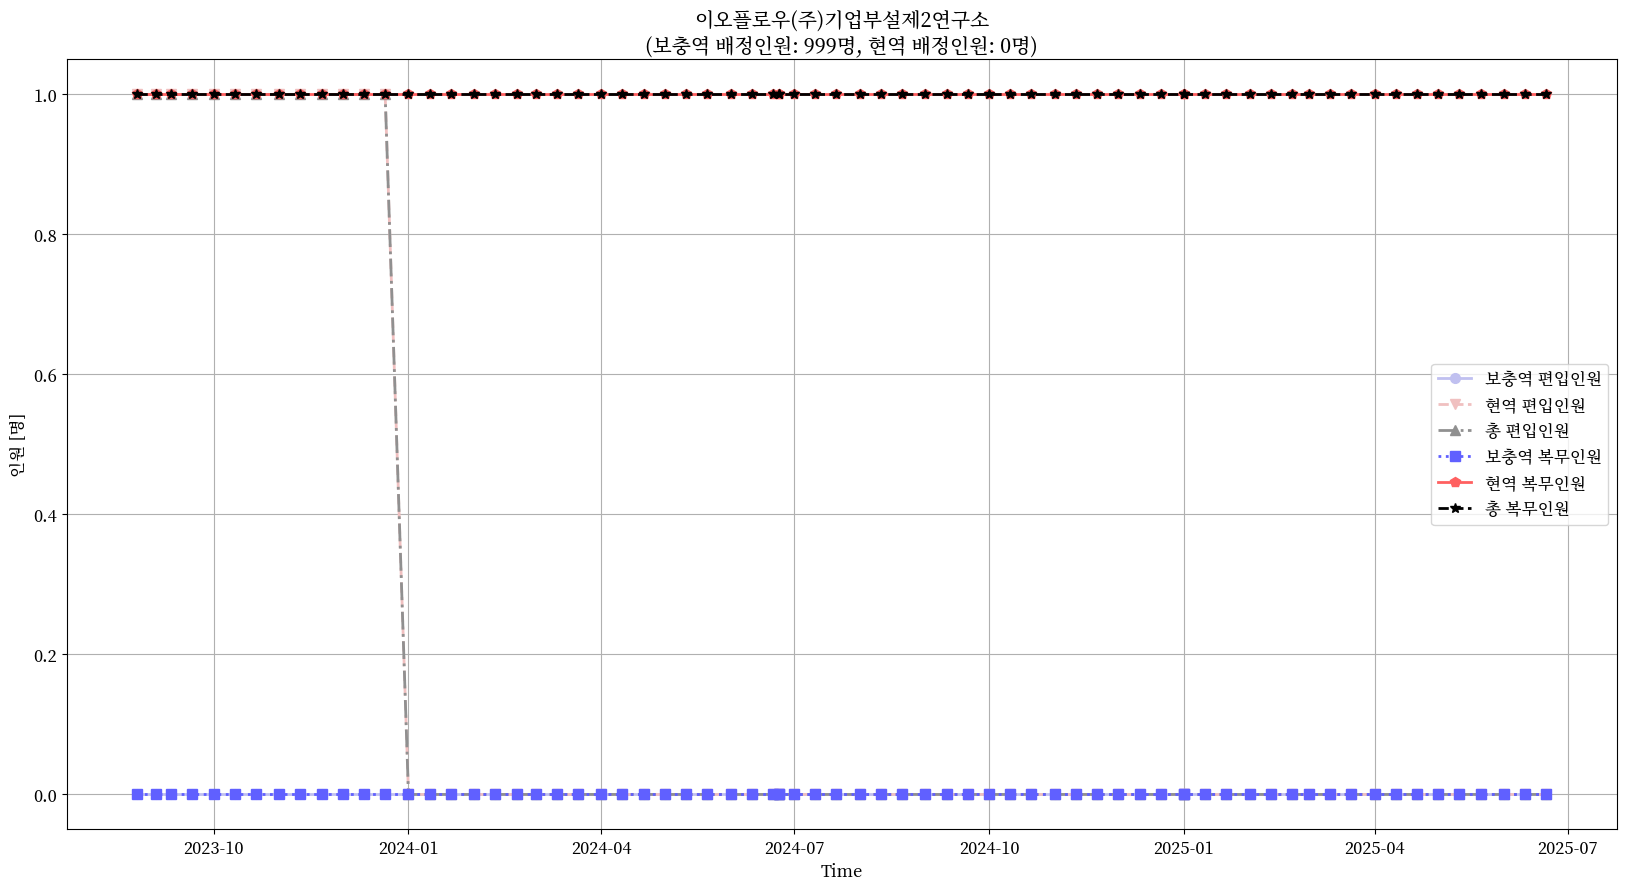 이오플로우(주)기업부설제2연구소
(보충역 배정인원: 999명, 현역 배정인원: 0명)
1.0
0.8
0.6
0.4
0.2
0.0
인원 [명]
보충역 편입인원
현역 편입인원
총 편입인원
보충역 복무인원
현역 복무인원
총 복무인원
2023-10
2024-01
2024-04
2024-07
2024-10
2025-01
2025-04
2025-07
Time